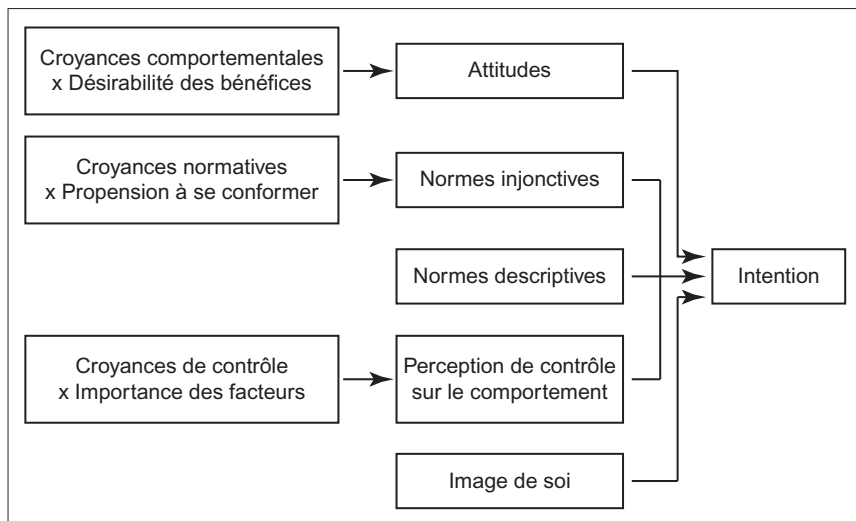 Croyances comportementales
x Désirabilité des bénéfices
Attitudes
Croyances normatives
x Propension à se conformer
Normes injonctives
Normes descriptives
Intention
Croyances de contrôle
x Importance des facteurs
Perception de contrôle
sur le comportement
Image de soi